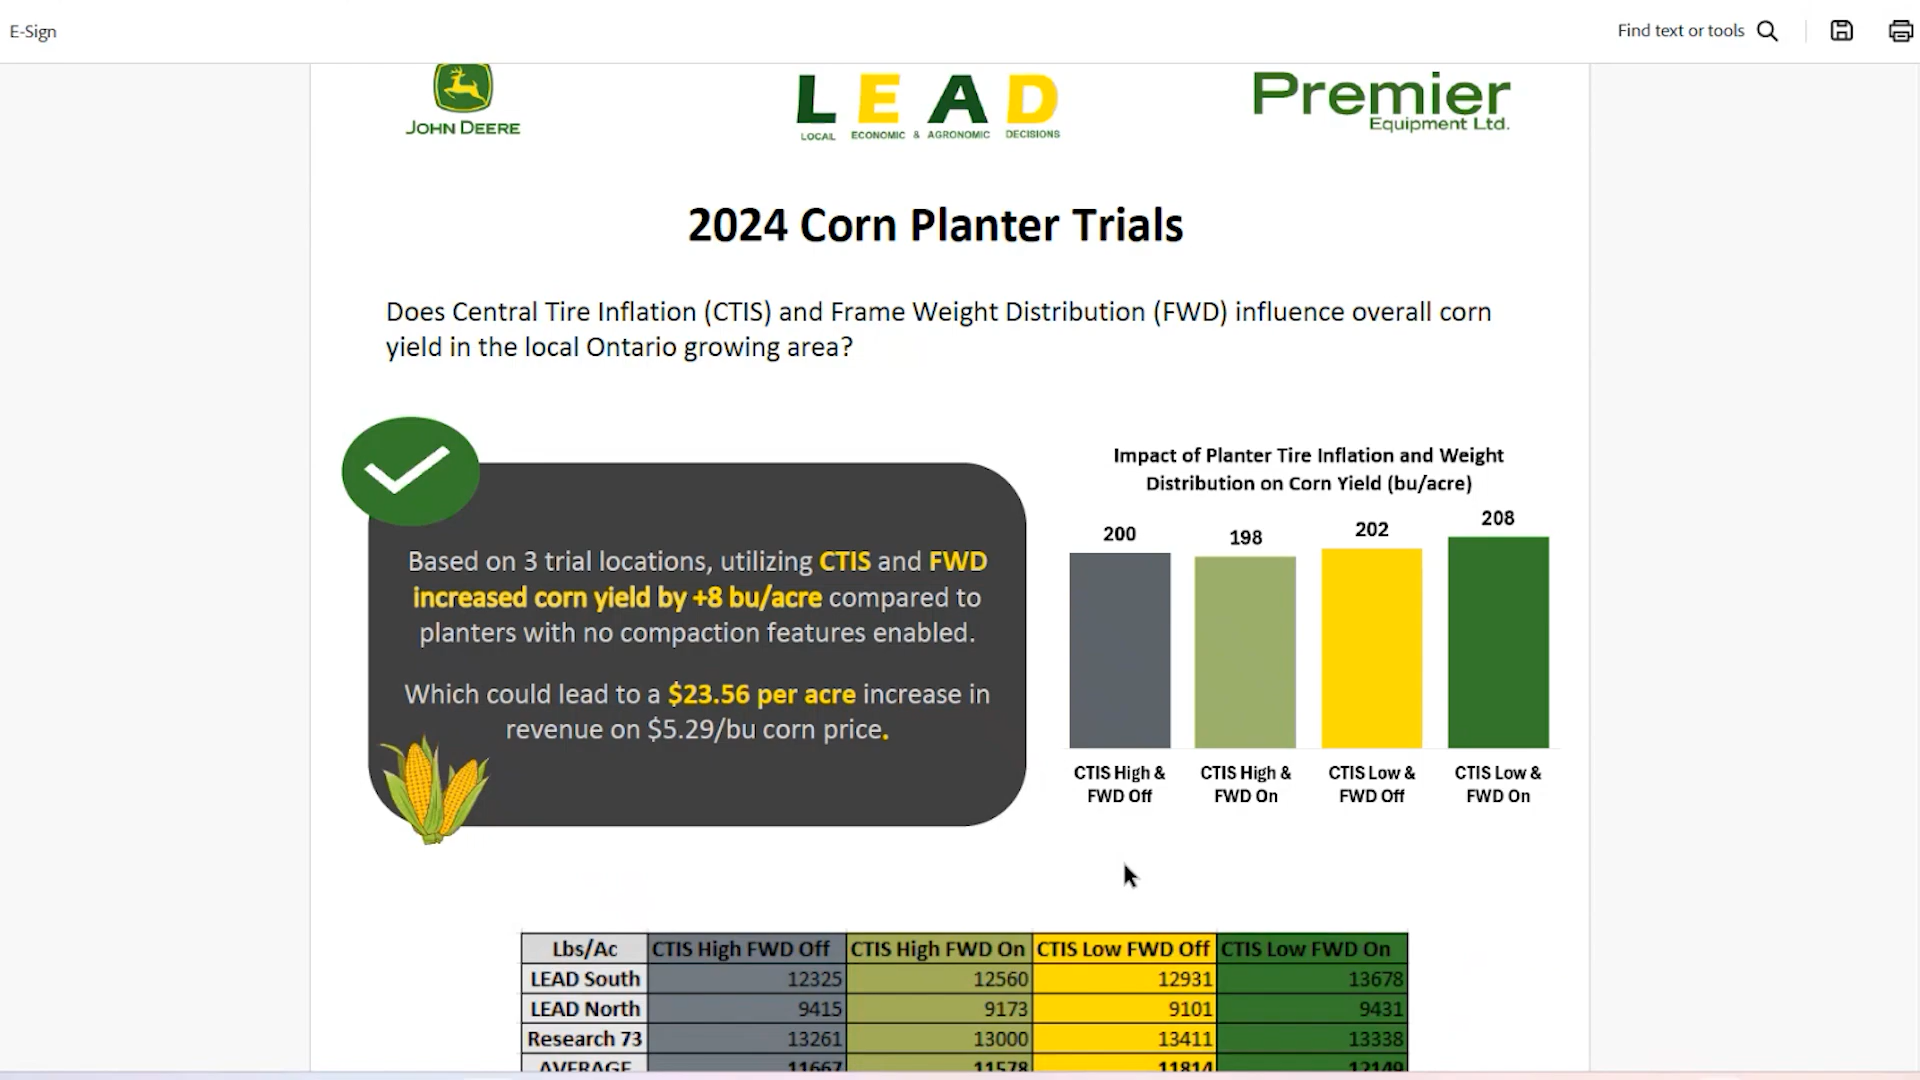 E-Sign
Find text or tools
JOHN DEERE
LEAD
LOCAL ECONOMIC & AGRONOMIC DECISIONS
Premier
Equipment Ltd.
2024 Corn Planter Trials
Does Central Tire Inflation (CTIS) and Frame Weight Distribution (FWD) influence overall corn
yield in the local Ontario growing area?
Based on 3 trial locations, utilizing CTIS and FWD
increased corn yield by +8 bu/acre compared to
planters with no compaction features enabled.
Which could lead to a $23.56 per acre increase in
revenue on $5.29/bu corn price.
Impact of Planter Tire Inflation and Weight
Distribution on Corn Yield (bu/acre)
200 198 202 208
CTIS High & CTIS High & CTIS Low & CTIS Low &
FWD Off FWD On FWD Off FWD On
Lbs/Ac CTIS High FWD Off CTIS High FWD On CTIS Low FWD Off CTIS Low FWD On
LEAD South 12325 12560 12931 13678
LEAD North 9415 9173 9101 9431
Research 73 13261 13000 13411 13338
AVERAGE 11667 11578 11814 12149